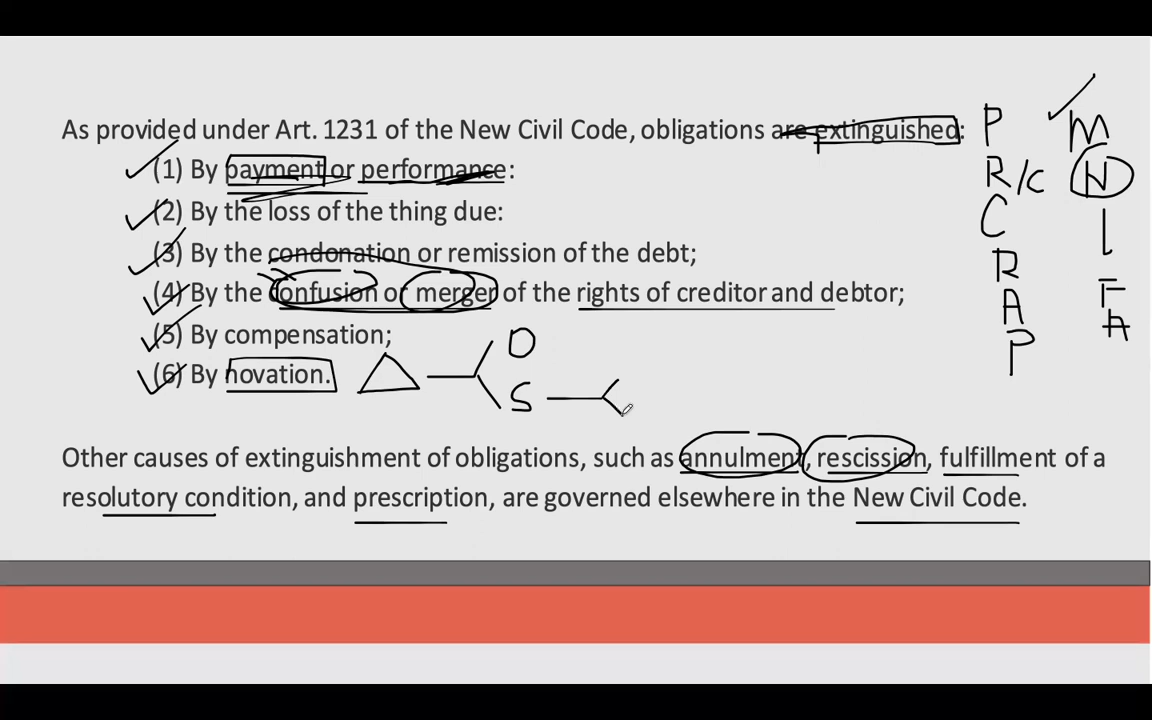 As provided under Art. 1231 of the New Civil Code, obligations are extinguished:
(1) By payment or performance:
(2) By the loss of the thing due:
(3) By the condonation or remission of the debt;
(4) By the confusion or merger of the rights of creditor and debtor;
(5) By compensation;
(6) By novation.
Other causes of extinguishment of obligations, such as annulment, rescission, fulfillment of a
resolutory condition, and prescription, are governed elsewhere in the New Civil Code.
P M
R/C N
C L
R F
A A
P
O
S